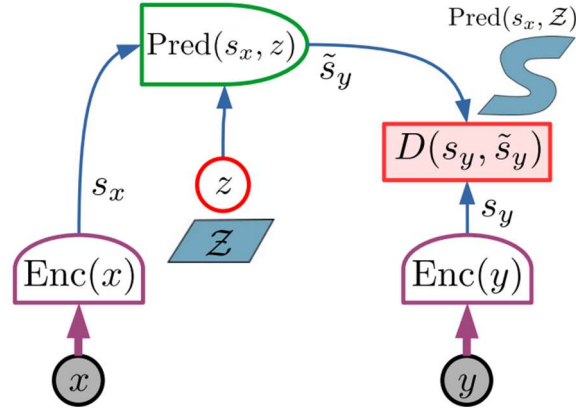 Pred(s_x, z)
s̃_y
Pred(s_x, 𝒵)
D(s_y, s̃_y)
s_x
z
𝒵
s_y
Enc(x)
Enc(y)
x
y